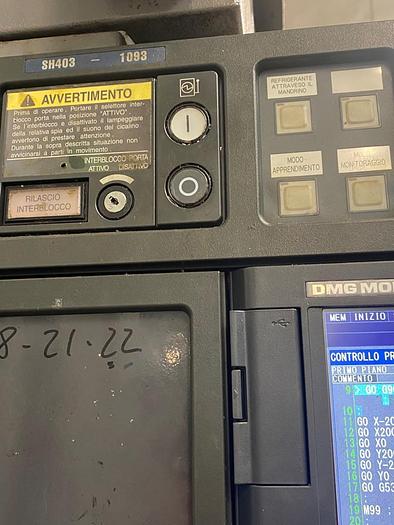 SH403 - 1093
AVVERTIMENTO
Prima di operare. Portare il selettore inter-
blocco porta nella posizione "ATTIVO".
Se l'interblocco è disattivato il lampeggiare
della relativa spia ed il suono del cicalino
avvertono di prestare attenzione.
Durante la sopra descritta situazione non
avvicinarsi a parti in movimento
INTERBLOCCO PORTA
ATTIVO DISATTIVO
RILASCIO
INTERBLOCCO
REFRIGERANTE
ATTRAVERSO IL
MANDRINO
MODO
APPRENDIMENTO
MONITORAGGIO
DMG MO
MEM INIZIO
CONTROLLO PR
PRIMO PIANO
COMMENTO
9 > G0 G9
10 ;
11 G0 X-20
12 G0 X200
13 G0 X0
14 G0 Y200
15 G0 Y-2
16 G0 Y0
17 G0 G53
18 ;
19 M99 ;
20
8-21-22